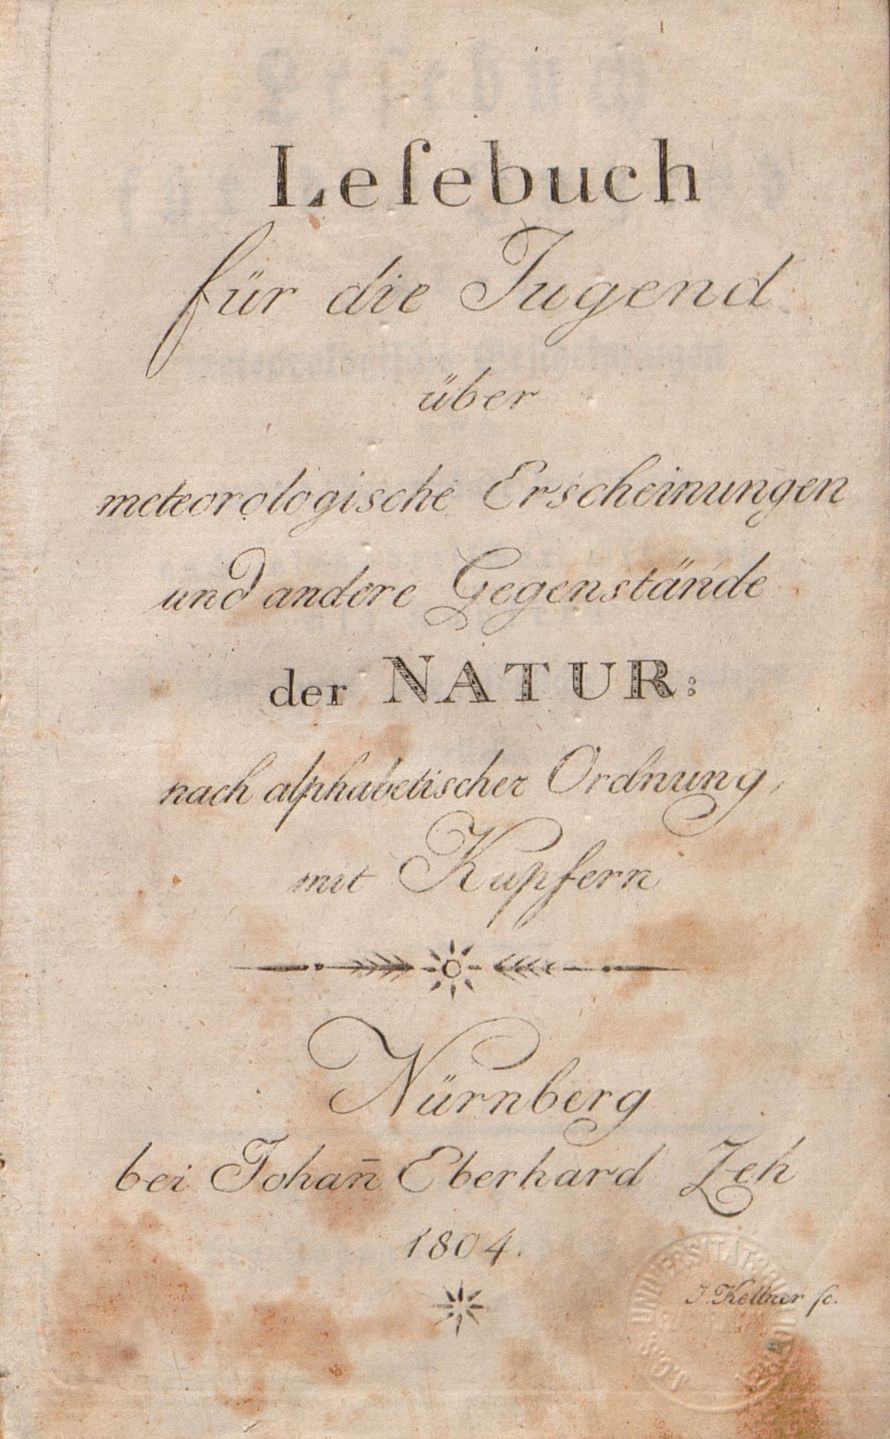 Leſebuch
für die Jugend
über
meteorologische Erscheinungen
und andere Gegenstände
der NATUR:
nach alphabetischer Ordnung,
mit Kupfern
Nürnberg
bei Johan̄ Eberhard Zeh
1804.
J. Kellner ſc.